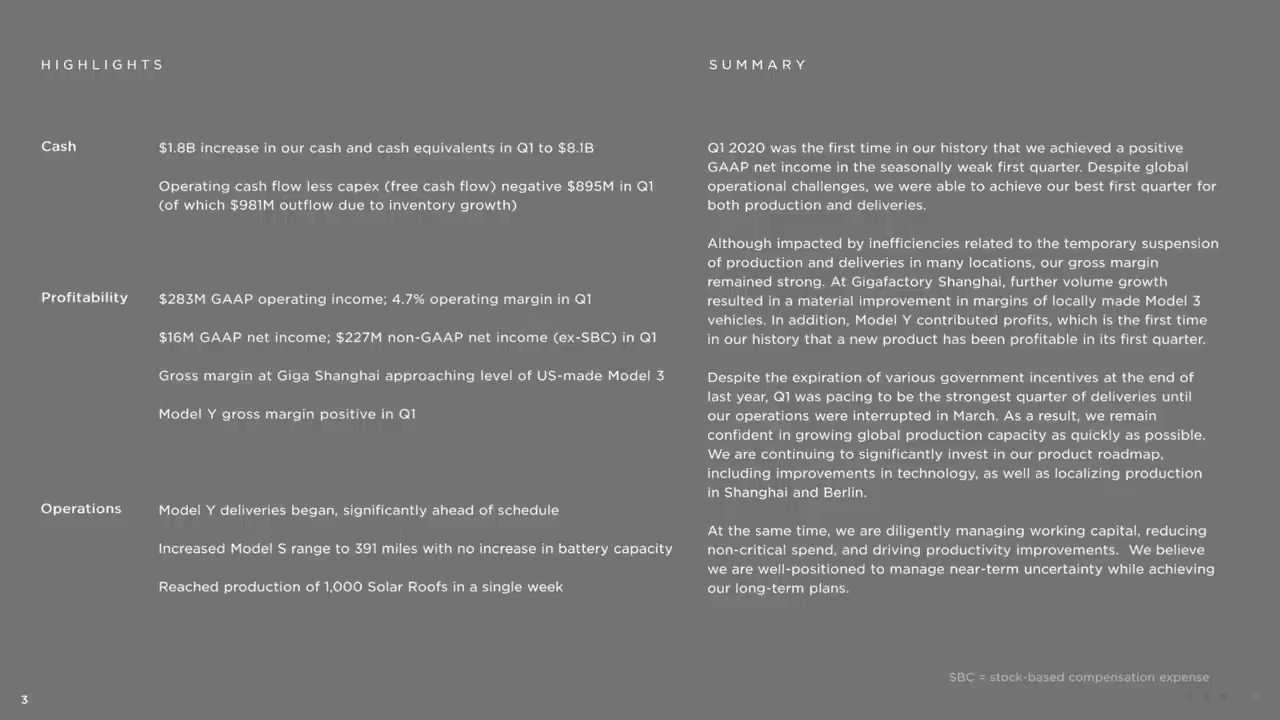 HIGHLIGHTS
Cash
$1.8B increase in our cash and cash equivalents in Q1 to $8.1B
Operating cash flow less capex (free cash flow) negative $895M in Q1
(of which $981M outflow due to inventory growth)
Profitability
$283M GAAP operating income; 4.7% operating margin in Q1
$16M GAAP net income; $227M non-GAAP net income (ex-SBC) in Q1
Gross margin at Giga Shanghai approaching level of US-made Model 3
Model Y gross margin positive in Q1
Operations
Model Y deliveries began, significantly ahead of schedule
Increased Model S range to 391 miles with no increase in battery capacity
Reached production of 1,000 Solar Roofs in a single week
SUMMARY
Q1 2020 was the first time in our history that we achieved a positive
GAAP net income in the seasonally weak first quarter. Despite global
operational challenges, we were able to achieve our best first quarter for
both production and deliveries.
Although impacted by inefficiencies related to the temporary suspension
of production and deliveries in many locations, our gross margin
remained strong. At Gigafactory Shanghai, further volume growth
resulted in a material improvement in margins of locally made Model 3
vehicles. In addition, Model Y contributed profits, which is the first time
in our history that a new product has been profitable in its first quarter.
Despite the expiration of various government incentives at the end of
last year, Q1 was pacing to be the strongest quarter of deliveries until
our operations were interrupted in March. As a result, we remain
confident in growing global production capacity as quickly as possible.
We are continuing to significantly invest in our product roadmap,
including improvements in technology, as well as localizing production
in Shanghai and Berlin.
At the same time, we are diligently managing working capital, reducing
non-critical spend, and driving productivity improvements.  We believe
we are well-positioned to manage near-term uncertainty while achieving
our long-term plans.
SBC = stock-based compensation expense
3